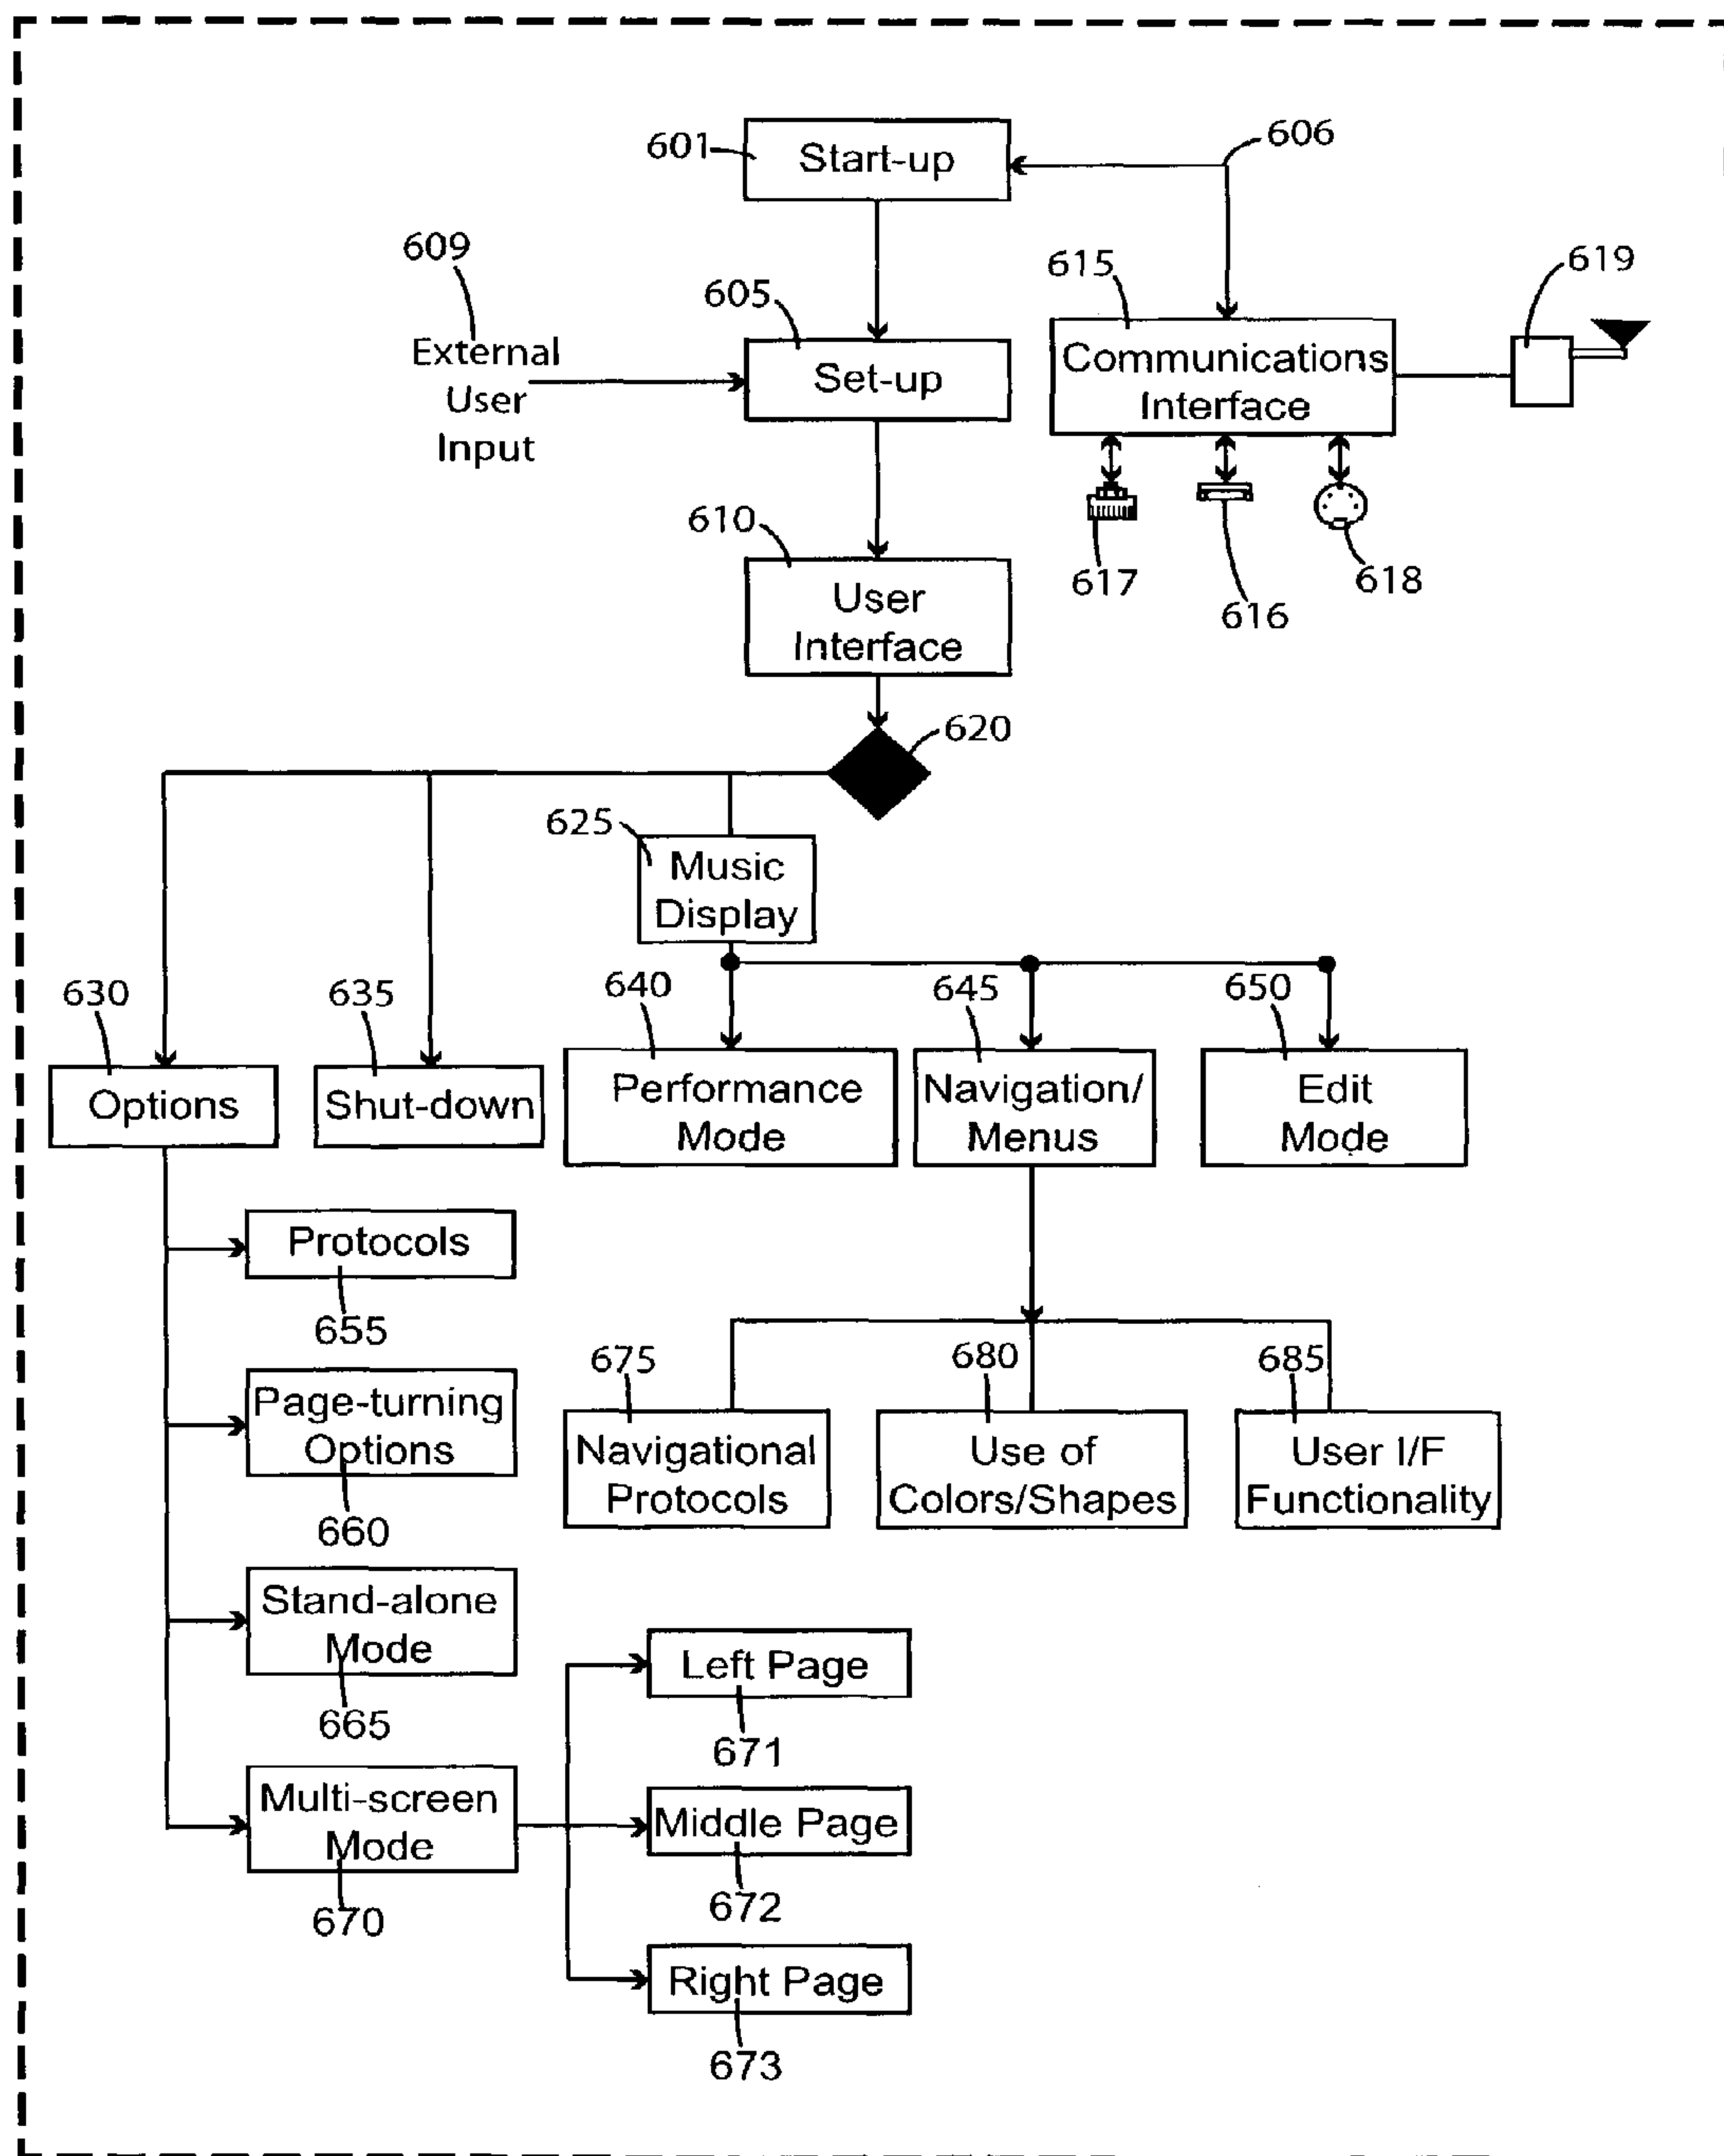 601
Start-up
606
609
External
User
Input
605
Set-up
615
Communications
Interface
619
617
616
618
610
User
Interface
620
625
Music
Display
630
Options
635
Shut-down
640
Performance
Mode
645
Navigation/
Menus
650
Edit
Mode
Protocols
655
Page-turning
Options
660
Stand-alone
Mode
665
Multi-screen
Mode
670
675
Navigational
Protocols
680
Use of
Colors/Shapes
685
User I/F
Functionality
Left Page
671
Middle Page
672
Right Page
673